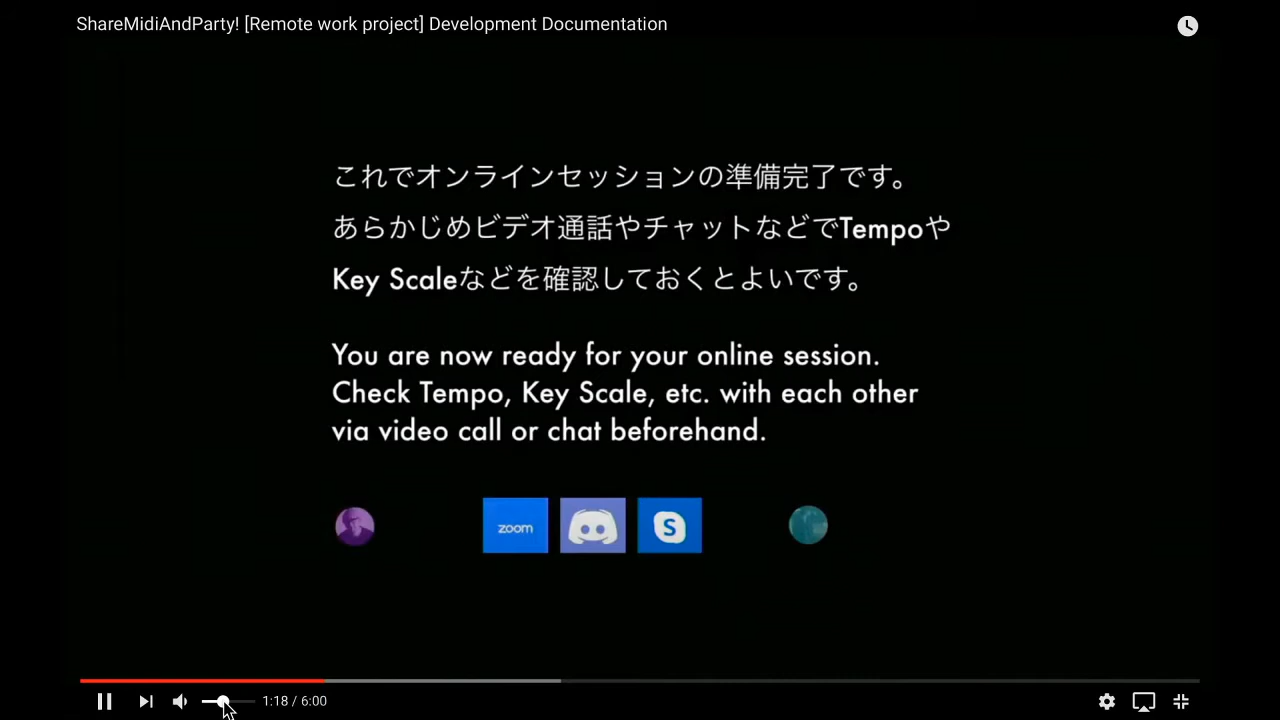 ShareMidiAndParty! [Remote work project] Development Documentation
これでオンラインセッションの準備完了です。
あらかじめビデオ通話やチャットなどでTempoや
Key Scaleなどを確認しておくとよいです。
You are now ready for your online session.
Check Tempo, Key Scale, etc. with each other
via video call or chat beforehand.
zoom
S
1:18 / 6:00